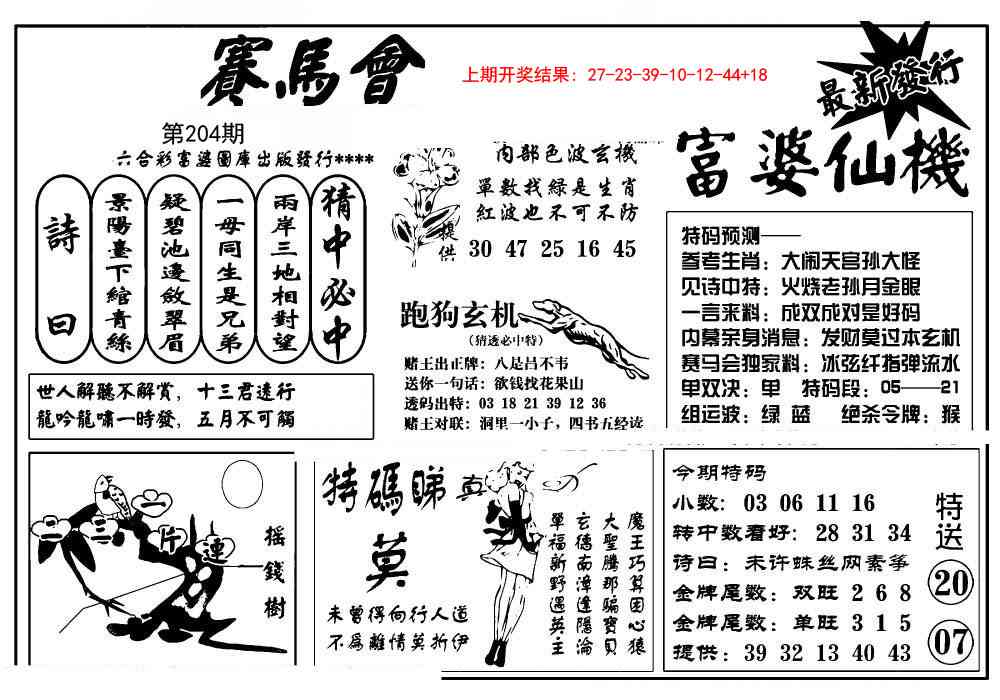 賽馬會
上期开奖结果：27-23-39-10-12-44+18
最新發行
第204期
六合彩富婆圖庫出版發行****
富婆仙機
猜中必中
兩岸三地相對望
一母同生是兄弟
疑碧池邊斂翠眉
景陽臺下綰青絲
詩曰
世人解聽不解賞，十三君遠行
龍吟龍嘯一時發，五月不可觸
内部色波玄機
單數找綠是生肖
紅波也不可不防
提供
30 47 25 16 45
跑狗玄机
（猜透必中特）
赌王出正牌：八是吕不韦
送你一句话：欲钱找花果山
透码出特：03 18 21 39 12 36
赌王对联：洞里一小子，四书五经读
特码预测——
参考生肖：大闹天宫孙大怪
见诗中特：火烧老孙月金眼
一言来料：成双成对是好码
内幕亲身消息：发财莫过本玄机
赛马会独家料：冰弦纤指弹流水
单双决：单 特码段：05——21
组运波：绿 蓝 绝杀令牌：猴
一二三斤連
摇錢樹
特碼睇真
莫
未曾得向行人道
不爲離情莫折伊
魔王巧算困心猿
大聖騰那騙寶貝
玄德南漳逢隱淪
單福新野遇英主
今期特码
小数：03 06 11 16
转中数看好：28 31 34
诗曰：未许蛛丝网素筝
金牌尾数：双旺 2 6 8
金牌尾数：单旺 3 1 5
提供：39 32 13 40 43
特送
20
07